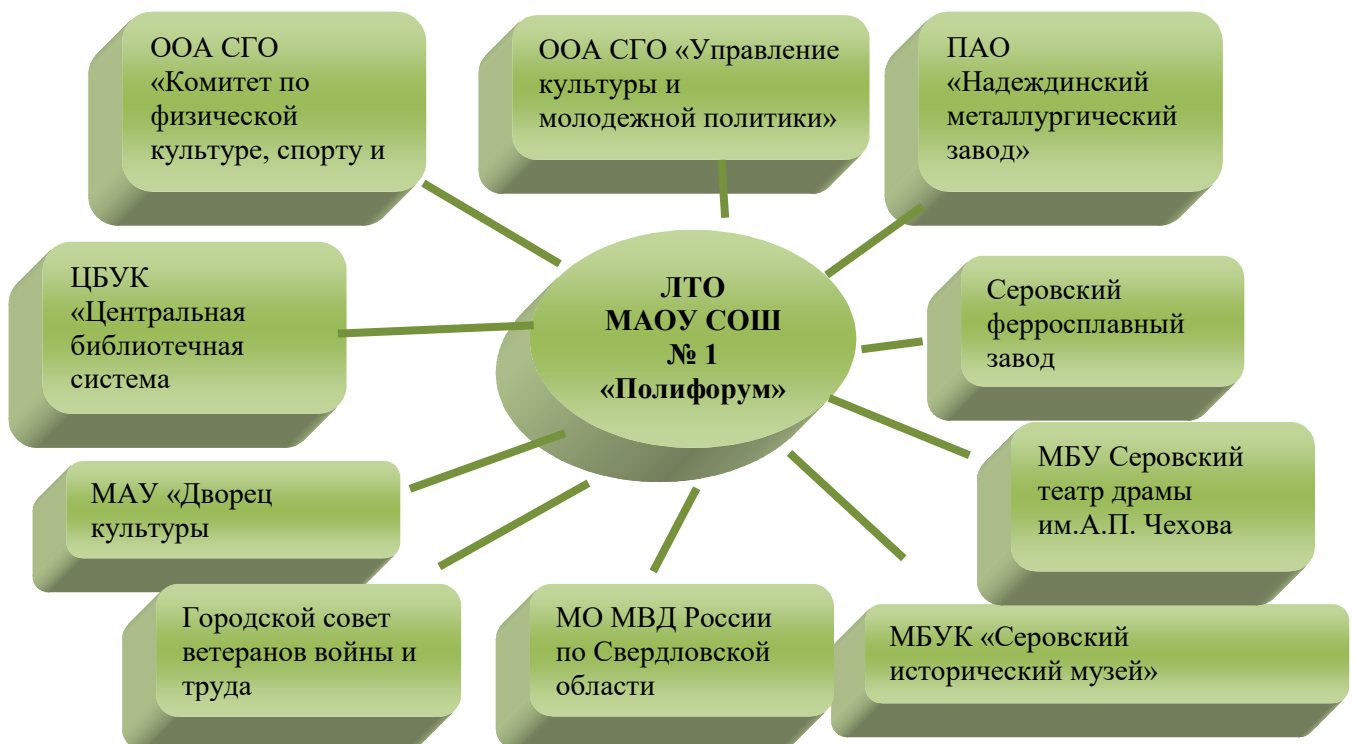 ООА СГО
«Комитет по
физической
культуре, спорту и
ООА СГО «Управление
культуры и
молодежной политики»
ПАО
«Надеждинский
металлургический
завод»
ЦБУК
«Центральная
библиотечная
система
ЛТО
МАОУ СОШ
№ 1
«Полифорум»
Серовский
ферросплавный
завод
МАУ «Дворец
культуры
МБУ Серовский
театр драмы
им.А.П. Чехова
Городской совет
ветеранов войны и
труда
МО МВД России
по Свердловской
области
МБУК «Серовский
исторический музей»